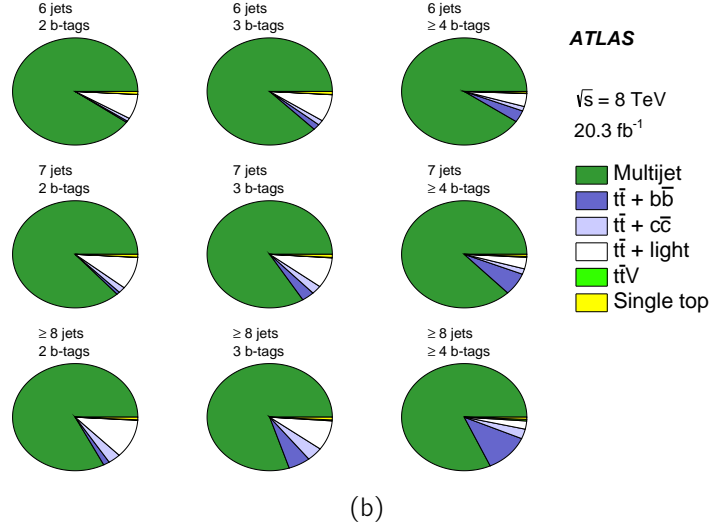 6 jets
2 b-tags
6 jets
3 b-tags
6 jets
≥ 4 b-tags
ATLAS
√s = 8 TeV
20.3 fb⁻¹
7 jets
2 b-tags
7 jets
3 b-tags
7 jets
≥ 4 b-tags
Multijet
tt̄ + bb̄
tt̄ + cc̄
tt̄ + light
tt̄V
Single top
≥ 8 jets
2 b-tags
≥ 8 jets
3 b-tags
≥ 8 jets
≥ 4 b-tags
(b)